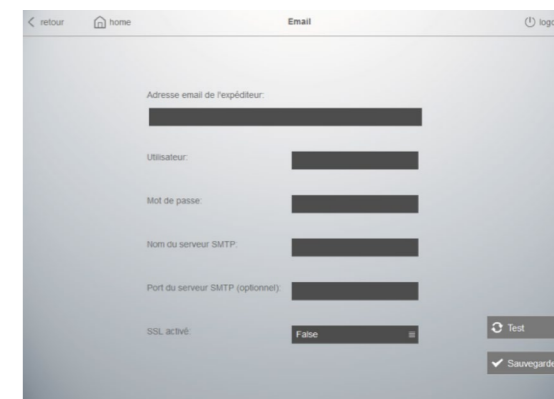 retour
home
Email
Adresse email de l'expéditeur:
Utilisateur:
Mot de passe:
Nom du serveur SMTP:
Port du serveur SMTP (optionnel):
SSL activé:
False
Test
Sauvegarde